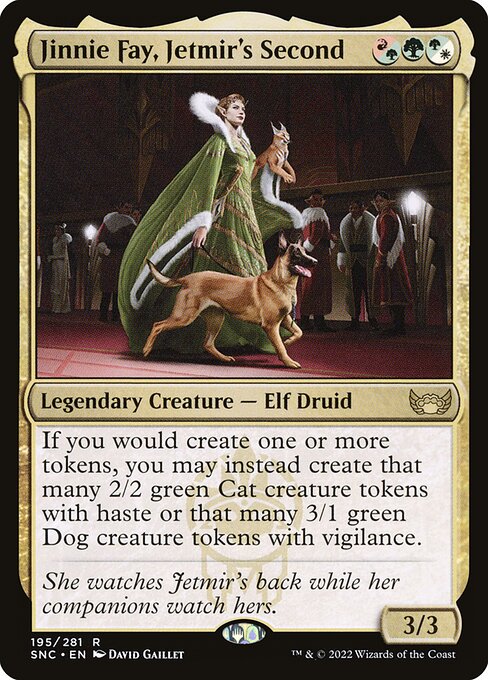 Jinnie Fay, Jetmir's Second
Legendary Creature — Elf Druid
If you would create one or more
tokens, you may instead create that
many 2/2 green Cat creature tokens
with haste or that many 3/1 green
Dog creature tokens with vigilance.
She watches Jetmir's back while her
companions watch hers.
3/3
195/281 R
SNC • EN DAVID GAILLET
™ & © 2022 Wizards of the Coast